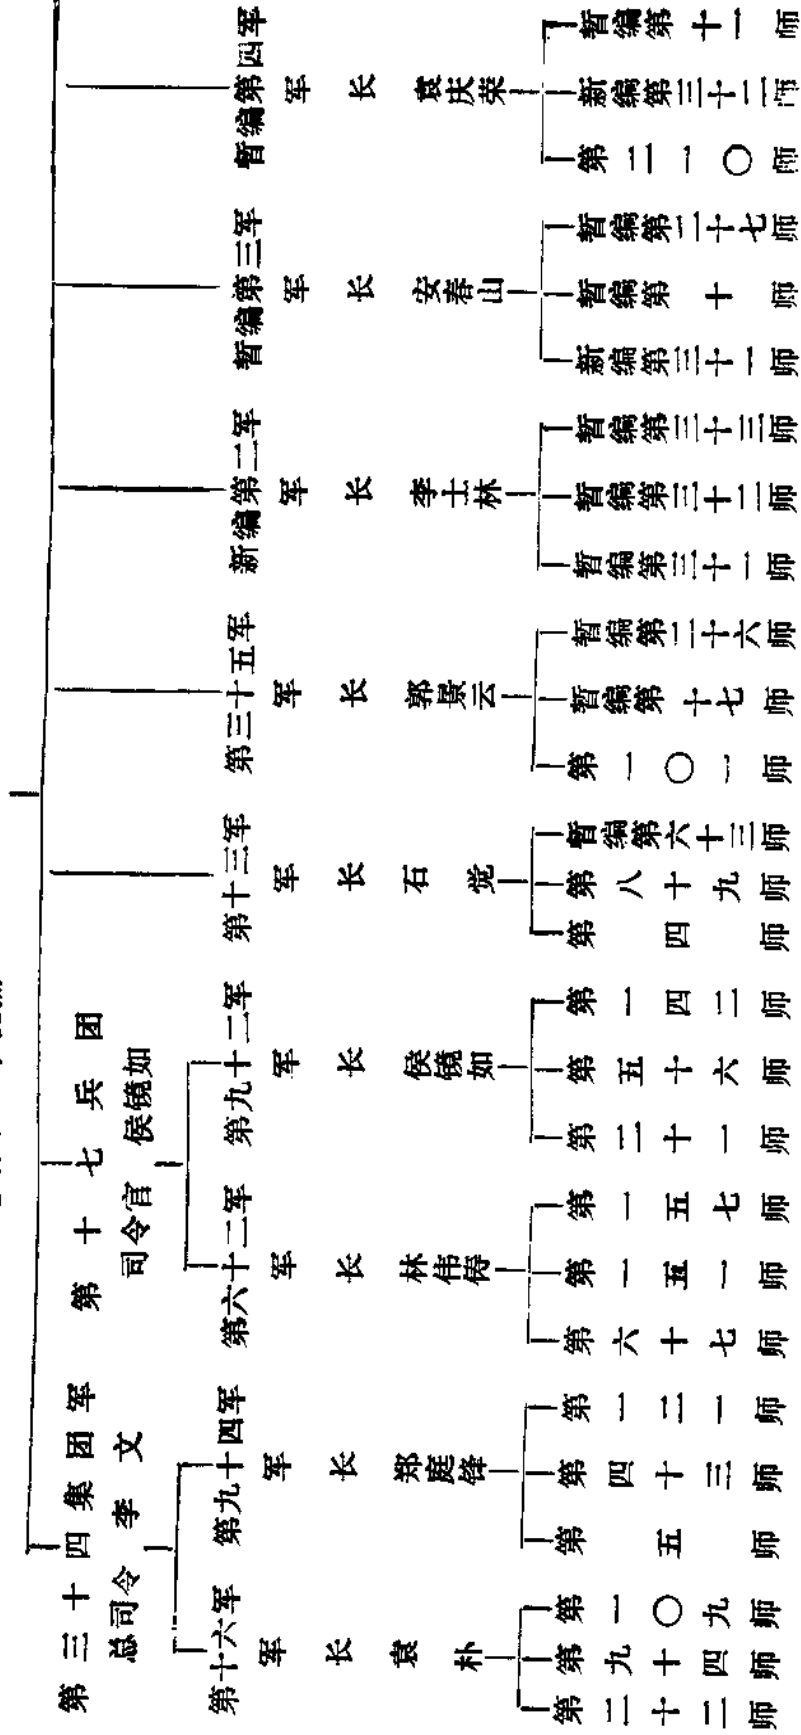 第三十四集团军
总司令 李文
第十六军
军长 袁朴
第二十二师
第九十四师
第一〇九师
第九十四军
军长 郑庭锋
第五师
第四十三师
第一二一师
第十七兵团
司令官 侯镜如
第六十二军
军长 林伟俦
第六十七师
第一五一师
第一五七师
第九十二军
军长 侯镜如
第二十一师
第五十六师
第一四二师
第十三军
军长 石觉
第四师
第八十九师
暂编第六十三师
第三十五军
军长 郭景云
第一〇一师
暂编第十七师
暂编第二十六师
新编第二军
军长 李士林
暂编第三十一师
暂编第三十二师
暂编第三十三师
暂编第三军
军长 安春山
新编第三十一师
暂编第十师
暂编第二十七师
暂编第四军
军长 袁庆荣
第二一〇师
新编第三十二师
暂编第十一师